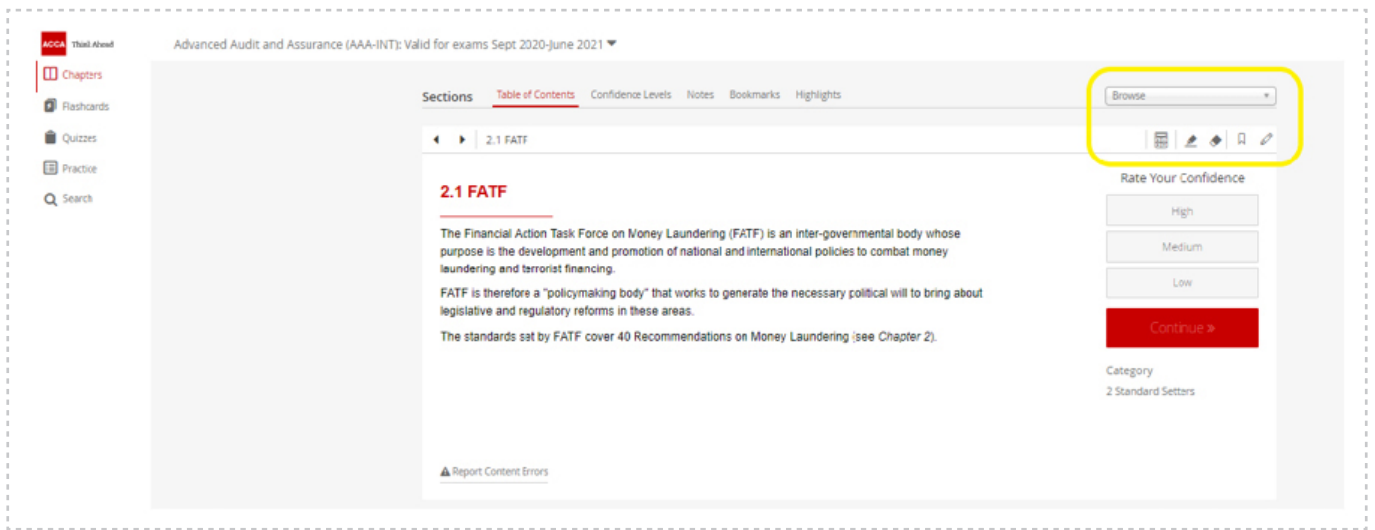 ACCA Think Ahead
Advanced Audit and Assurance (AAA-INT): Valid for exams Sept 2020-June 2021
Chapters
Flashcards
Quizzes
Practice
Search
Sections Table of Contents Confidence Levels Notes Bookmarks Highlights
Browse
2.1 FATF
2.1 FATF
The Financial Action Task Force on Money Laundering (FATF) is an inter-governmental body whose
purpose is the development and promotion of national and international policies to combat money
laundering and terrorist financing.
FATF is therefore a "policymaking body" that works to generate the necessary political will to bring about
legislative and regulatory reforms in these areas.
The standards set by FATF cover 40 Recommendations on Money Laundering (see Chapter 2).
Report Content Errors
Rate Your Confidence
High
Medium
Low
Continue »
Category
2 Standard Setters